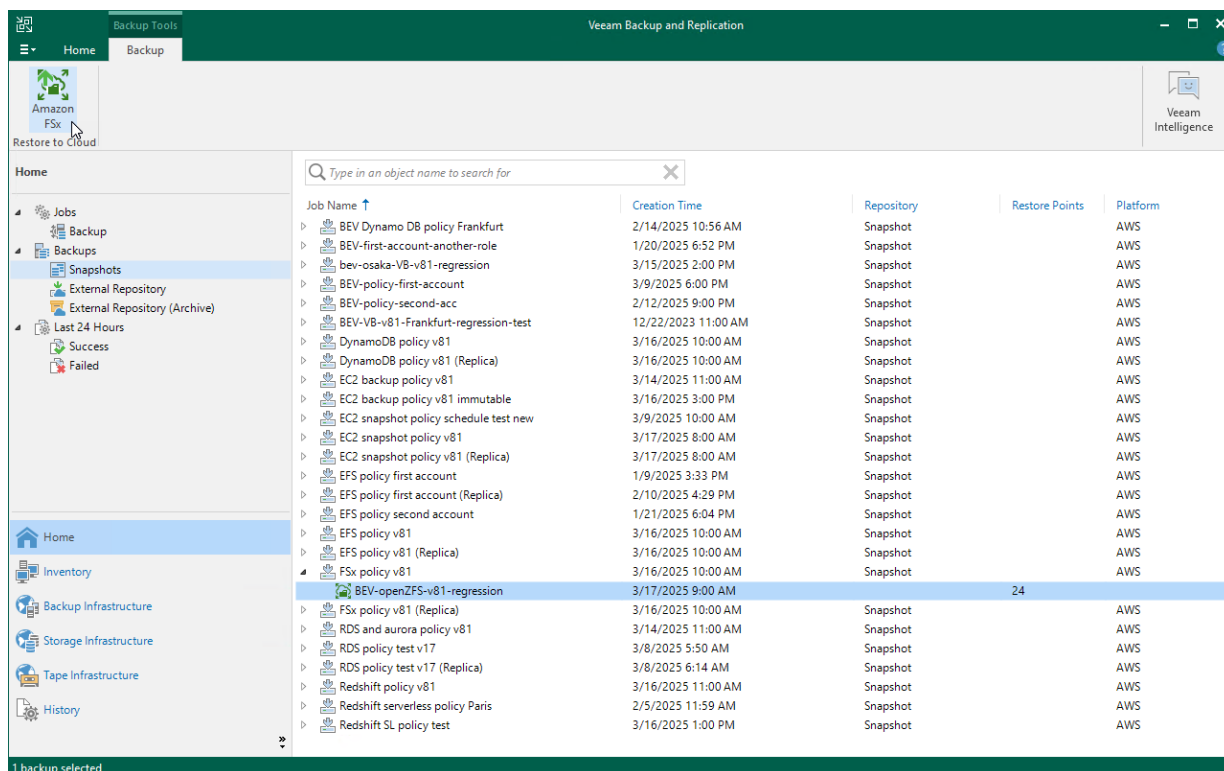 Backup Tools
Veeam Backup and Replication
Home Backup
Amazon
FSx
Restore to Cloud
Veeam
Intelligence
Home
Jobs
Backup
Backups
Snapshots
External Repository
External Repository (Archive)
Last 24 Hours
Success
Failed
Home
Inventory
Backup Infrastructure
Storage Infrastructure
Tape Infrastructure
History
Type in an object name to search for
Job Name ↑ Creation Time Repository Restore Points Platform
BEV Dynamo DB policy Frankfurt 2/14/2025 10:56 AM Snapshot AWS
BEV-first-account-another-role 1/20/2025 6:52 PM Snapshot AWS
bev-osaka-VB-v81-regression 3/15/2025 2:00 PM Snapshot AWS
BEV-policy-first-account 3/9/2025 6:00 PM Snapshot AWS
BEV-policy-second-acc 2/12/2025 9:00 PM Snapshot AWS
BEV-VB-v81-Frankfurt-regression-test 12/22/2023 11:00 AM Snapshot AWS
DynamoDB policy v81 3/16/2025 10:00 AM Snapshot AWS
DynamoDB policy v81 (Replica) 3/16/2025 10:00 AM Snapshot AWS
EC2 backup policy v81 3/14/2025 11:00 AM Snapshot AWS
EC2 backup policy v81 immutable 3/16/2025 3:00 PM Snapshot AWS
EC2 snapshot policy schedule test new 3/9/2025 10:00 AM Snapshot AWS
EC2 snapshot policy v81 3/17/2025 8:00 AM Snapshot AWS
EC2 snapshot policy v81 (Replica) 3/17/2025 8:00 AM Snapshot AWS
EFS policy first account 1/9/2025 3:33 PM Snapshot AWS
EFS policy first account (Replica) 2/10/2025 4:29 PM Snapshot AWS
EFS policy second account 1/21/2025 6:04 PM Snapshot AWS
EFS policy v81 3/16/2025 10:00 AM Snapshot AWS
EFS policy v81 (Replica) 3/16/2025 10:00 AM Snapshot AWS
FSx policy v81 3/16/2025 10:00 AM Snapshot AWS
BEV-openZFS-v81-regression 3/17/2025 9:00 AM 24
FSx policy v81 (Replica) 3/16/2025 10:00 AM Snapshot AWS
RDS and aurora policy v81 3/14/2025 11:00 AM Snapshot AWS
RDS policy test v17 3/8/2025 5:50 AM Snapshot AWS
RDS policy test v17 (Replica) 3/8/2025 6:14 AM Snapshot AWS
Redshift policy v81 3/16/2025 11:00 AM Snapshot AWS
Redshift serverless policy Paris 2/5/2025 11:59 AM Snapshot AWS
Redshift SL policy test 3/16/2025 1:00 PM Snapshot AWS
1 backup selected